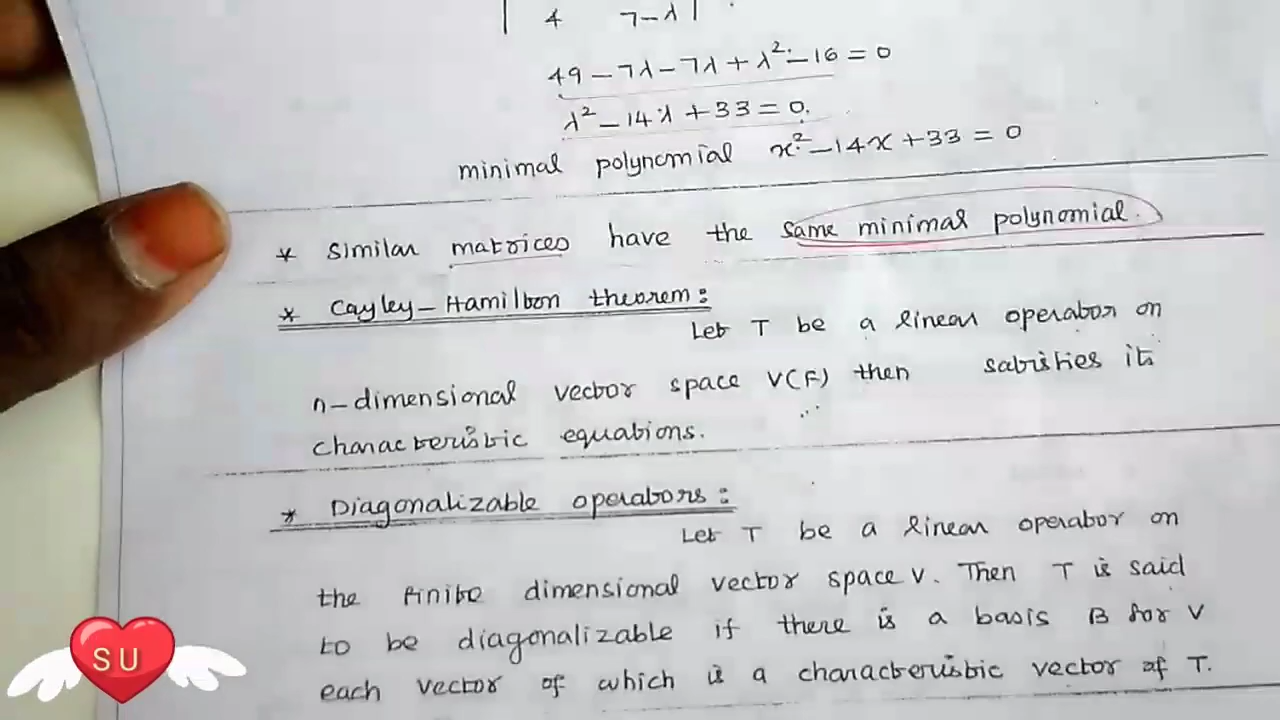 | 4 7-λ |
49 - 7λ - 7λ + λ² - 16 = 0
λ² - 14λ + 33 = 0.
minimal polynomial x² - 14x + 33 = 0
* Similar matrices have the same minimal polynomial.
* Cayley-Hamilton theorem:
Let T be a linear operator on
n-dimensional vector space V(F) then satisfies its
characteristic equations.
* Diagonalizable operators:
Let T be a linear operator on
the finite dimensional vector space V. Then T is said
to be diagonalizable if there is a basis B for V
each vector of which is a characteristic vector of T.
SU